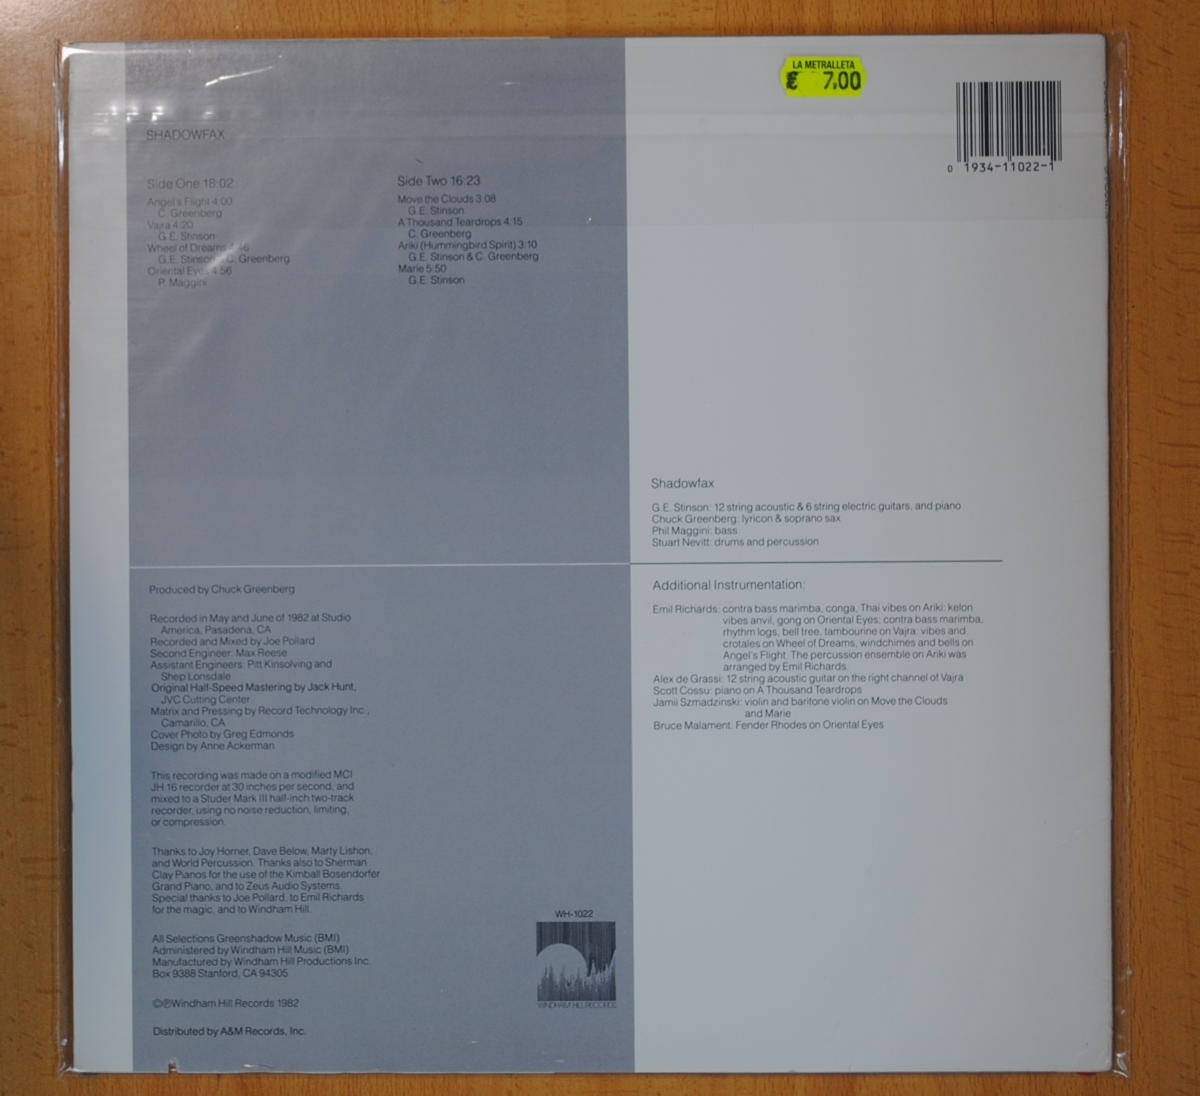 LA METRALLETA
€ 7,00
0 1934-11022-1
SHADOWFAX
Side One 18:02
Angel's Flight 4:00
C. Greenberg
Vajra 4:20
G.E. Stinson
Wheel of Dreams
G.E. Stinson C. Greenberg
Oriental Eyes 4:56
P. Maggini
Side Two 16:23
Move the Clouds 3:08
G.E. Stinson
A Thousand Teardrops 4:15
C. Greenberg
Ariki (Hummingbird Spirit) 3:10
G.E. Stinson & C. Greenberg
Marie 5:50
G.E. Stinson
Shadowfax
G.E. Stinson: 12 string acoustic & 6 string electric guitars, and piano
Chuck Greenberg: lyricon & soprano sax
Phil Maggini: bass
Stuart Nevitt: drums and percussion
Additional Instrumentation:
Emil Richards: contra bass marimba, conga, Thai vibes on Ariki: kelon
vibes anvil, gong on Oriental Eyes; contra bass marimba,
rhythm logs, bell tree, tambourine on Vajra: vibes and
crotales on Wheel of Dreams, windchimes and bells on
Angel's Flight. The percussion ensemble on Ariki was
arranged by Emil Richards.
Alex de Grassi: 12 string acoustic guitar on the right channel of Vajra
Scott Cossu: piano on A Thousand Teardrops
Jamii Szmadzinski: violin and baritone violin on Move the Clouds
and Marie
Bruce Malament: Fender Rhodes on Oriental Eyes
Produced by Chuck Greenberg
Recorded in May and June of 1982 at Studio
America, Pasadena, CA
Recorded and Mixed by Joe Pollard
Second Engineer: Max Reese
Assistant Engineers: Pitt Kinsolving and
Shep Lonsdale
Original Half-Speed Mastering by Jack Hunt,
JVC Cutting Center
Matrix and Pressing by Record Technology Inc.,
Camarillo, CA
Cover Photo by Greg Edmonds
Design by Anne Ackerman
This recording was made on a modified MCI
JH 16 recorder at 30 inches per second, and
mixed to a Studer Mark III half-inch two-track
recorder, using no noise reduction, limiting,
or compression.
Thanks to Joy Horner, Dave Below, Marty Lishon,
and World Percussion. Thanks also to Sherman
Clay Pianos for the use of the Kimball Bosendorfer
Grand Piano, and to Zeus Audio Systems.
Special thanks to Joe Pollard, to Emil Richards
for the magic, and to Windham Hill.
All Selections Greenshadow Music (BMI)
Administered by Windham Hill Music (BMI)
Manufactured by Windham Hill Productions Inc.
Box 9388 Stanford, CA 94305
©℗Windham Hill Records 1982
Distributed by A&M Records, Inc.
WH-1022
WINDHAM HILL RECORDS